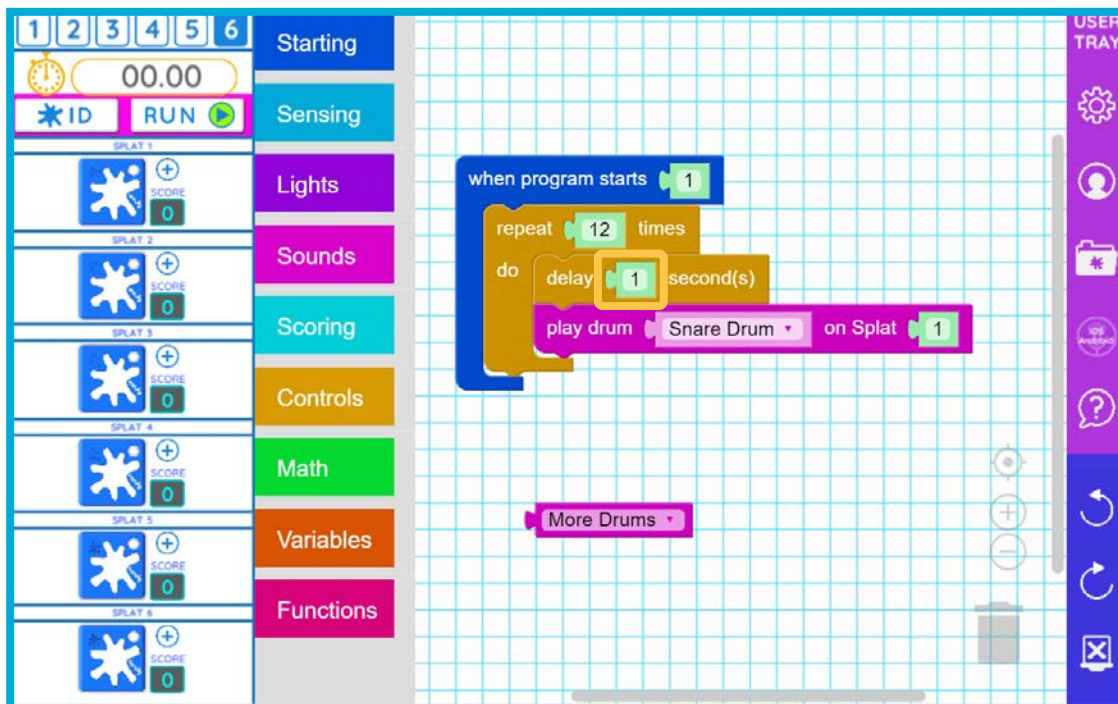 1 2 3 4 5 6
00.00
ID RUN
SPLAT 1
SCORE
0
SPLAT 2
SCORE
0
SPLAT 3
SCORE
0
SPLAT 4
SCORE
0
SPLAT 5
SCORE
0
SPLAT 6
SCORE
0
Starting
Sensing
Lights
Sounds
Scoring
Controls
Math
Variables
Functions
when program starts 1
repeat 12 times
do delay 1 second(s)
play drum Snare Drum on Splat 1
More Drums
USER
TRAY
iOS
Android
?